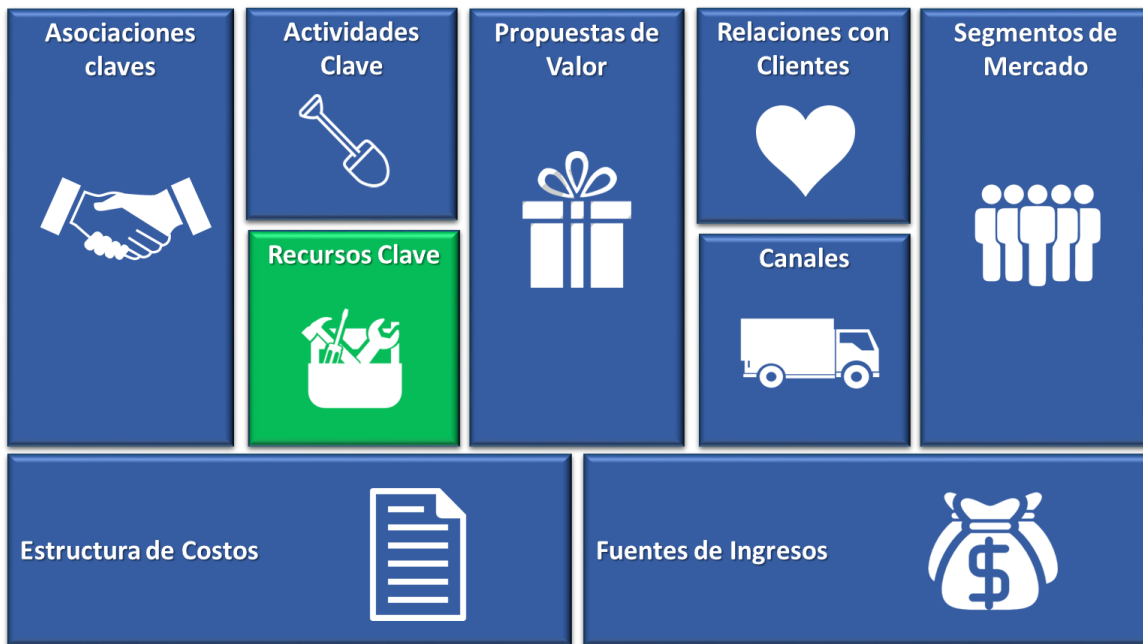 Asociaciones
claves
Actividades
Clave
Propuestas de
Valor
Relaciones con
Clientes
Segmentos de
Mercado
Recursos Clave
Canales
Estructura de Costos
Fuentes de Ingresos
$